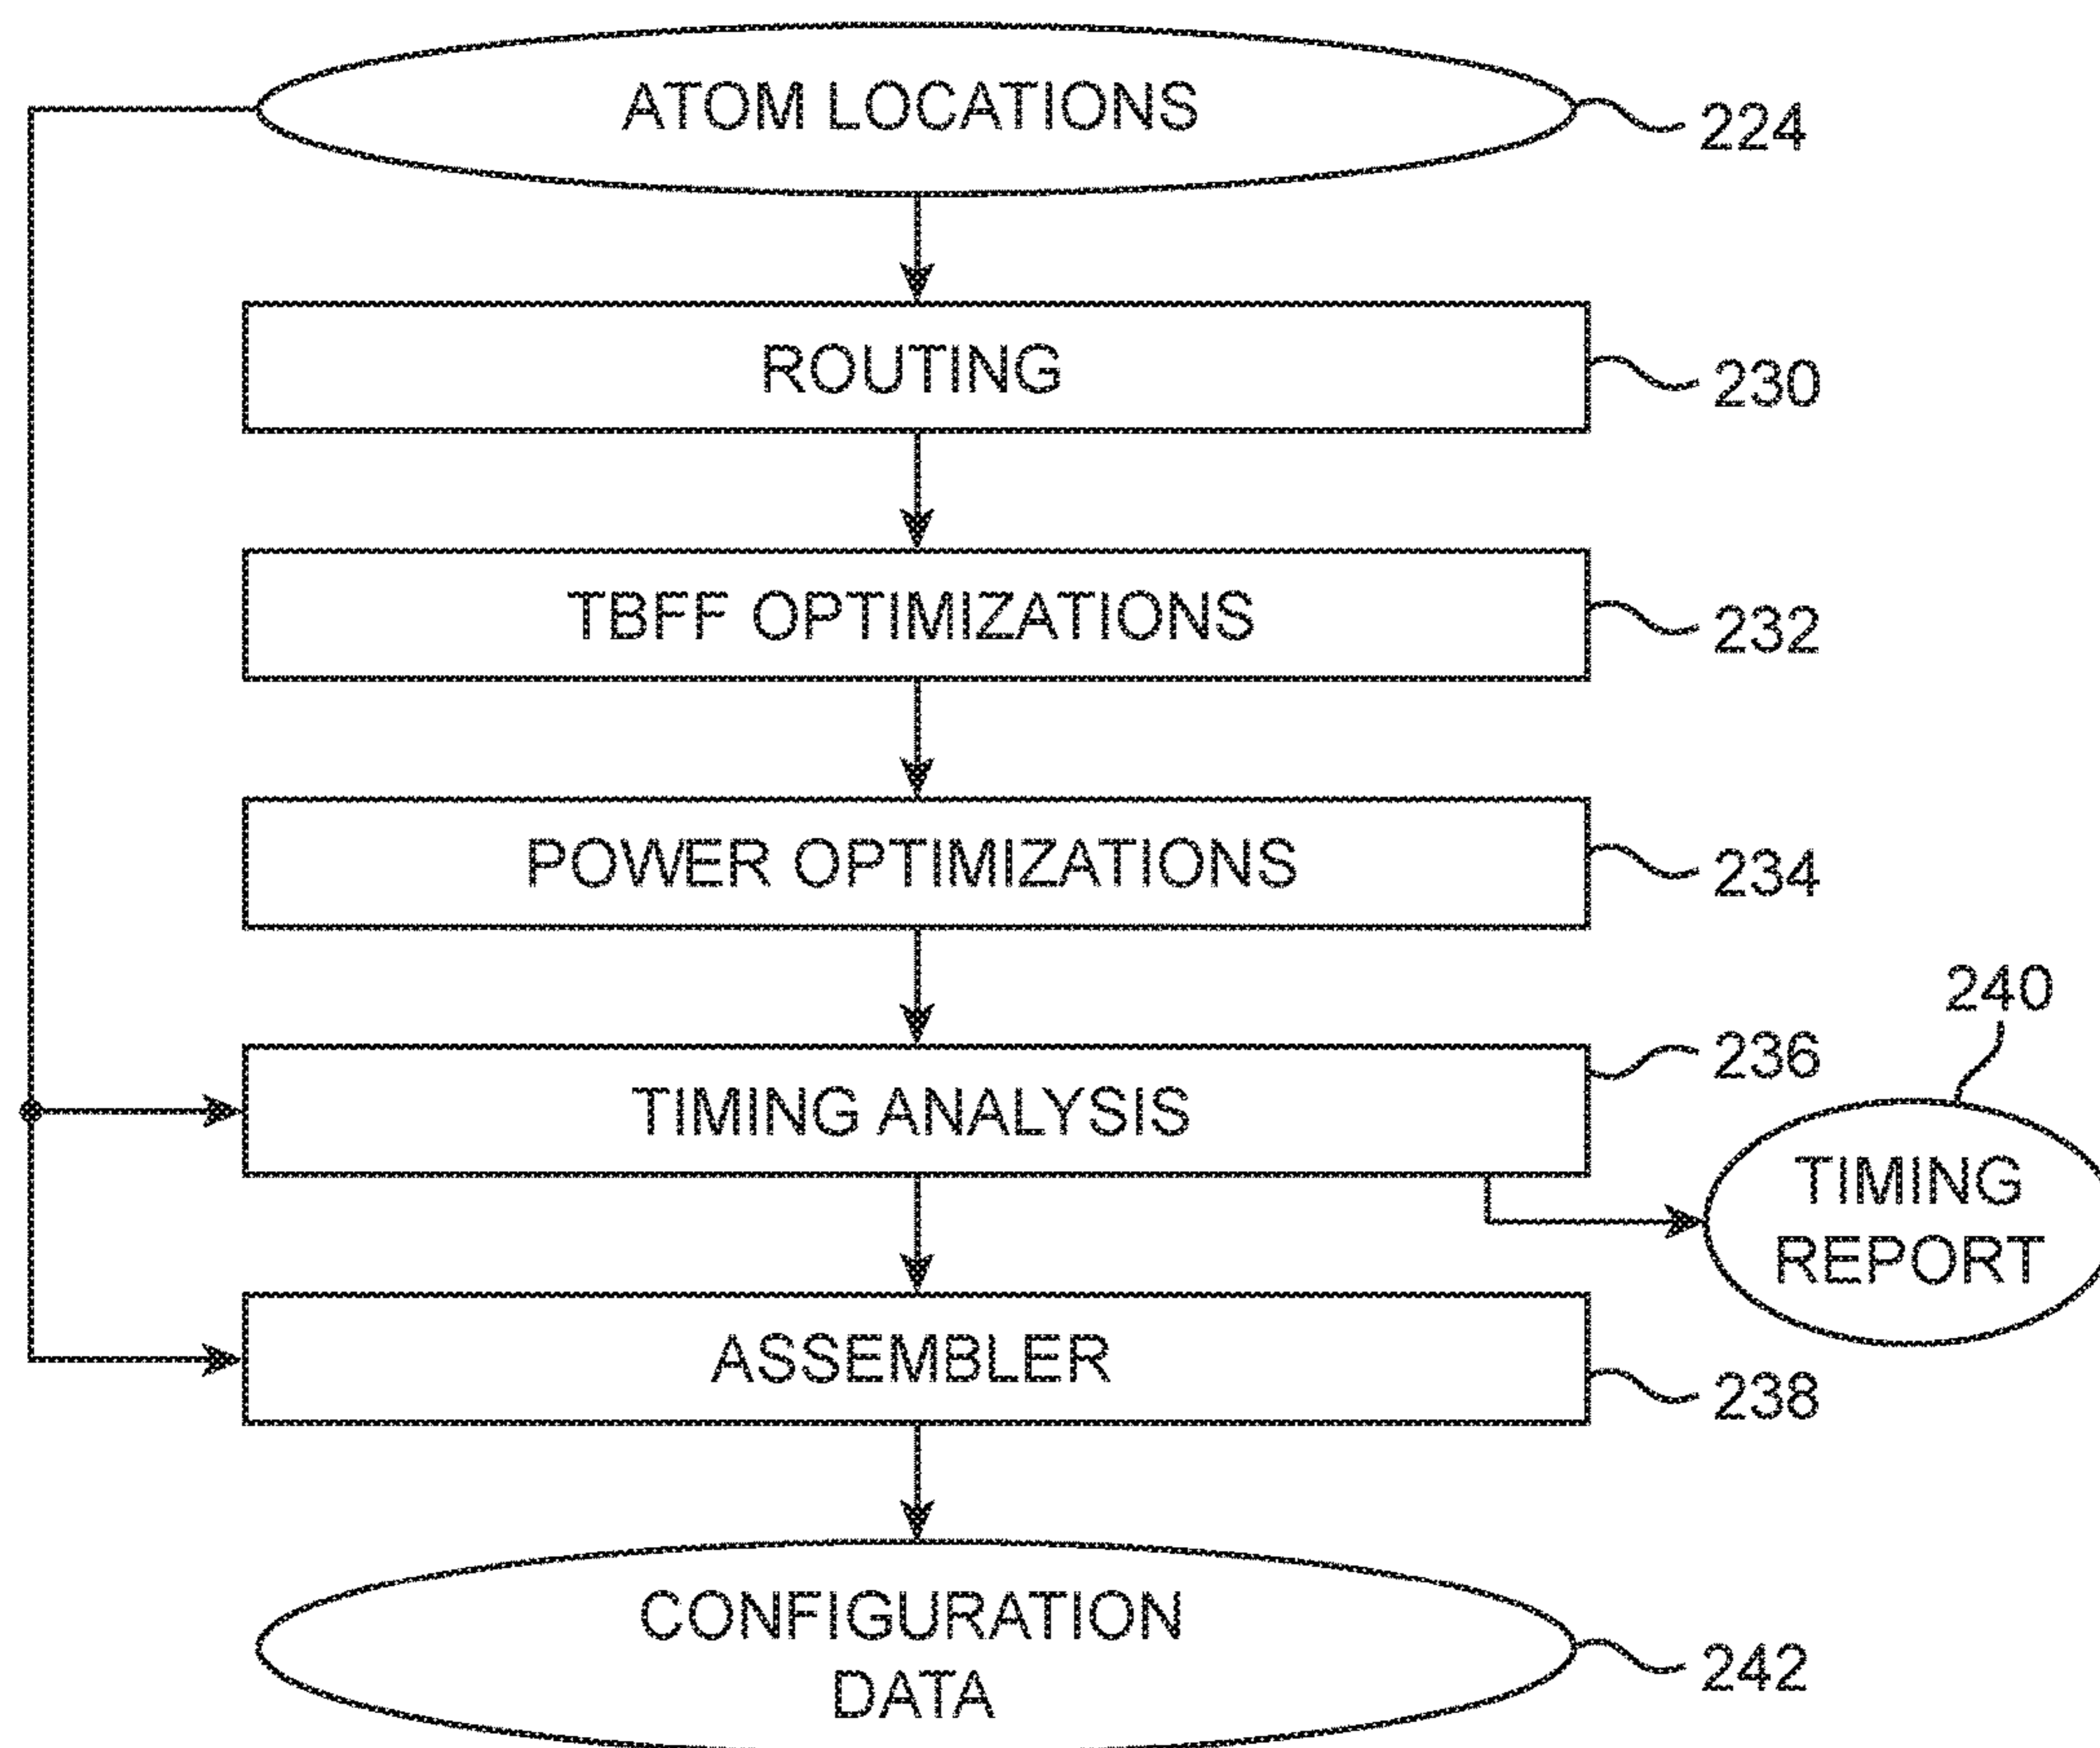 ATOM LOCATIONS
224
ROUTING
230
TBFF OPTIMIZATIONS
232
POWER OPTIMIZATIONS
234
240
TIMING ANALYSIS
236
TIMING
REPORT
ASSEMBLER
238
CONFIGURATION
DATA
242